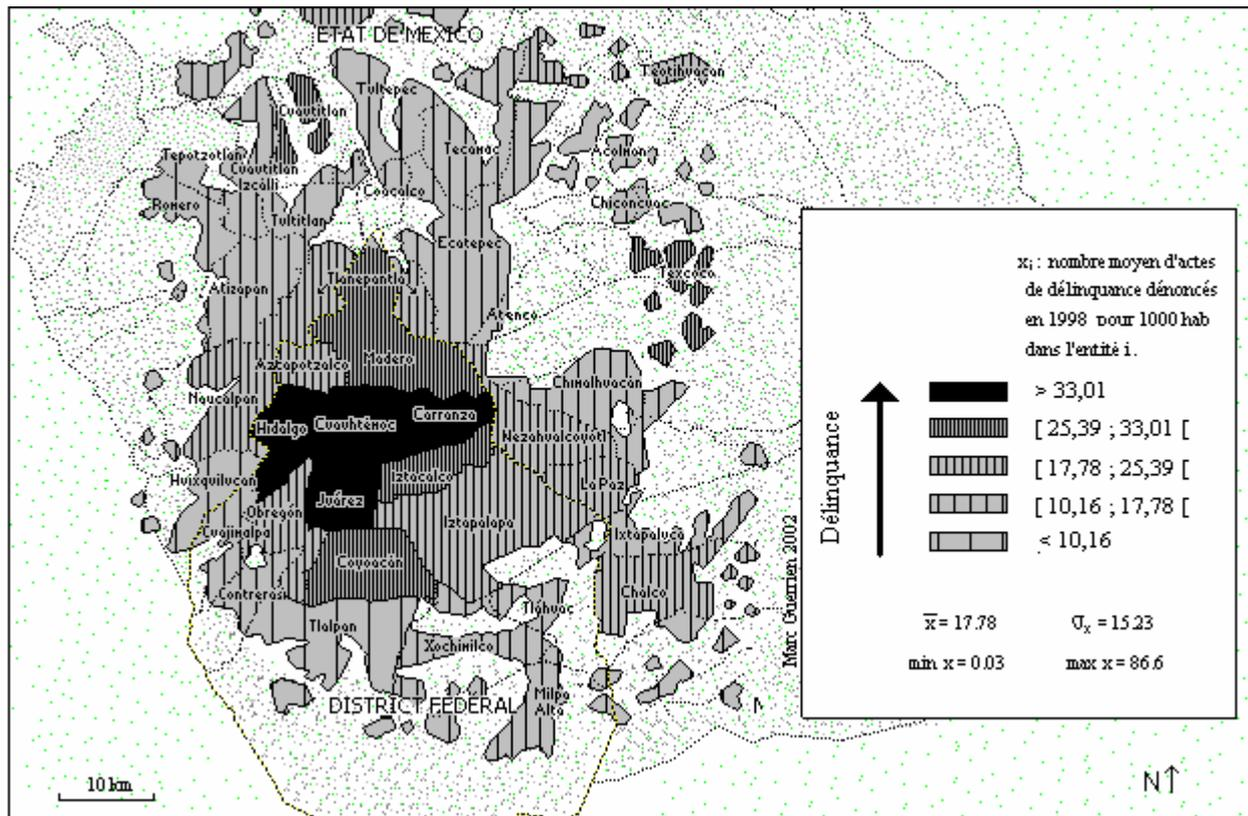 ETAT DE MEXICO
Teotihuacan
Cuautitlan
Tultepec
Tecamac
Acolman
Tepotzotlan
Cuautitlan
Izcalli
Coacalco
Chiconcuac
Romero
Tultitlan
Ecatepec
Texcoco
Tlanepantla
Atizapan
Atenco
Madero
Aztcapotzalco
Chimalhuacán
Naucalpan
Carranza
Hidalgo
Cuauhtémoc
Nezahualcoyotl
Huixquilucan
Iztacalco
La Paz
Juárez
Obregón
Iztapalapa
Ixtapaluca
Cuajimalpa
Coyoacán
Contreras
Chalco
Tláhuac
Tlalpan
Xochimilco
Milpa
Alta
DISTRICT FÉDÉRAL
10 km
Marc Guerrien 2002
xi : nombre moyen d'actes
de délinquance dénoncés
en 1998 pour 1000 hab
dans l'entité i.
Délinquance
> 33,01
[ 25,39 ; 33,01 [
[ 17,78 ; 25,39 [
[ 10,16 ; 17,78 [
< 10,16
x̅ = 17.78 σx = 15.23
min x = 0.03 max x = 86.6
N↑